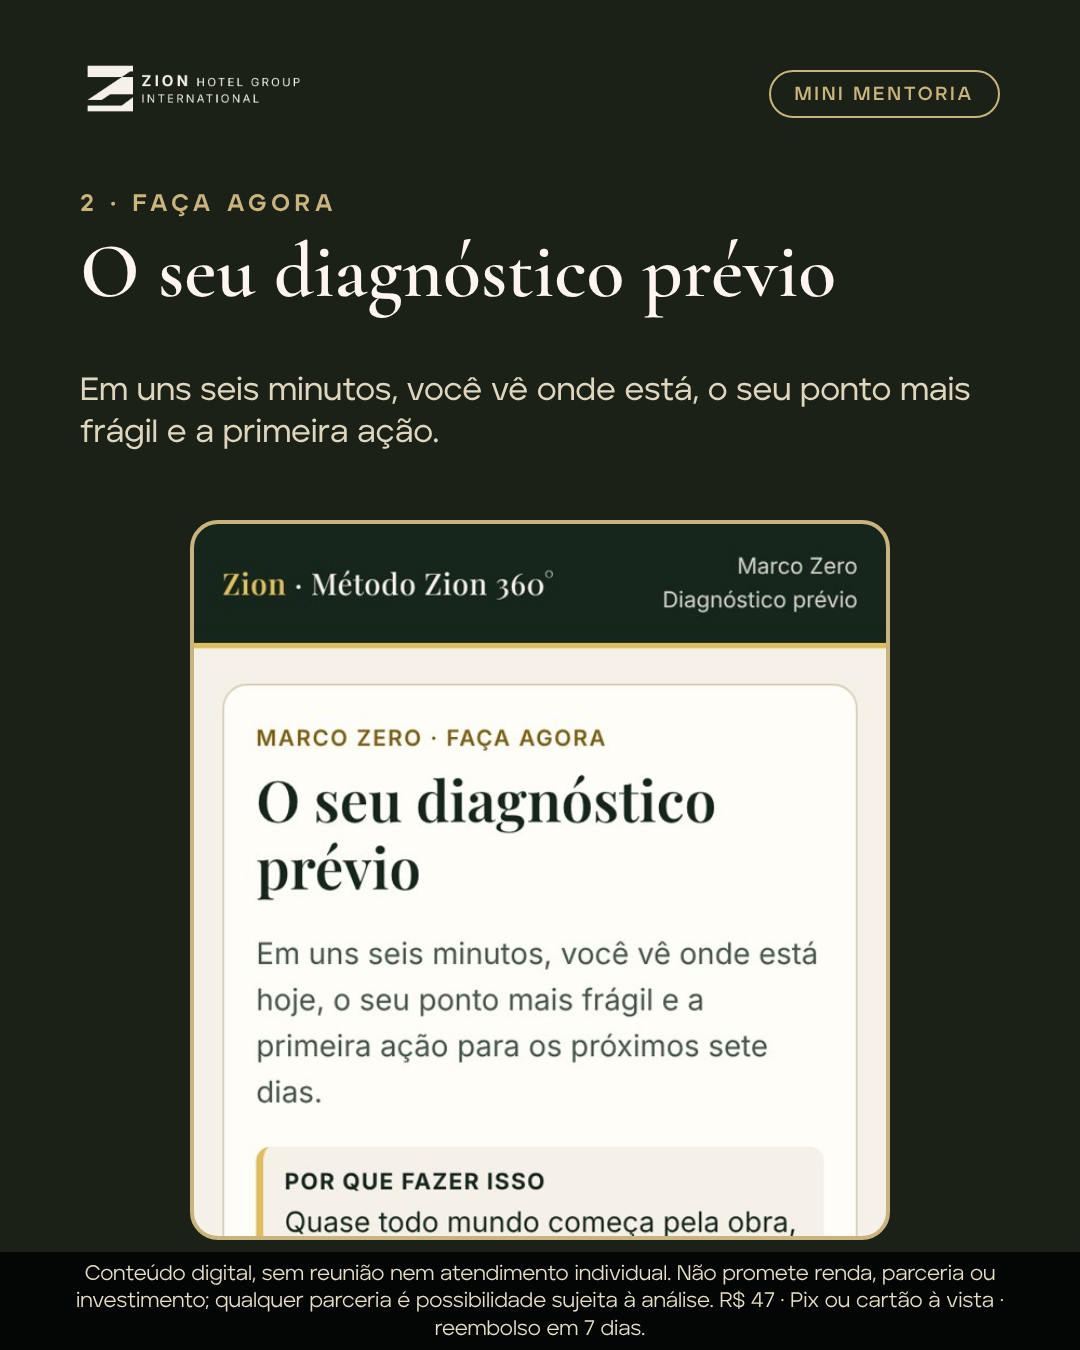 ZION HOTEL GROUP
INTERNATIONAL
MINI MENTORIA
2 · FAÇA AGORA
O seu diagnóstico prévio
Em uns seis minutos, você vê onde está, o seu ponto mais
frágil e a primeira ação.
Zion · Método Zion 360°
Marco Zero
Diagnóstico prévio
MARCO ZERO · FAÇA AGORA
O seu diagnóstico
prévio
Em uns seis minutos, você vê onde está
hoje, o seu ponto mais frágil e a
primeira ação para os próximos sete
dias.
POR QUE FAZER ISSO
Quase todo mundo começa pela obra,
Conteúdo digital, sem reunião nem atendimento individual. Não promete renda, parceria ou
investimento; qualquer parceria é possibilidade sujeita à análise. R$ 47 · Pix ou cartão à vista ·
reembolso em 7 dias.